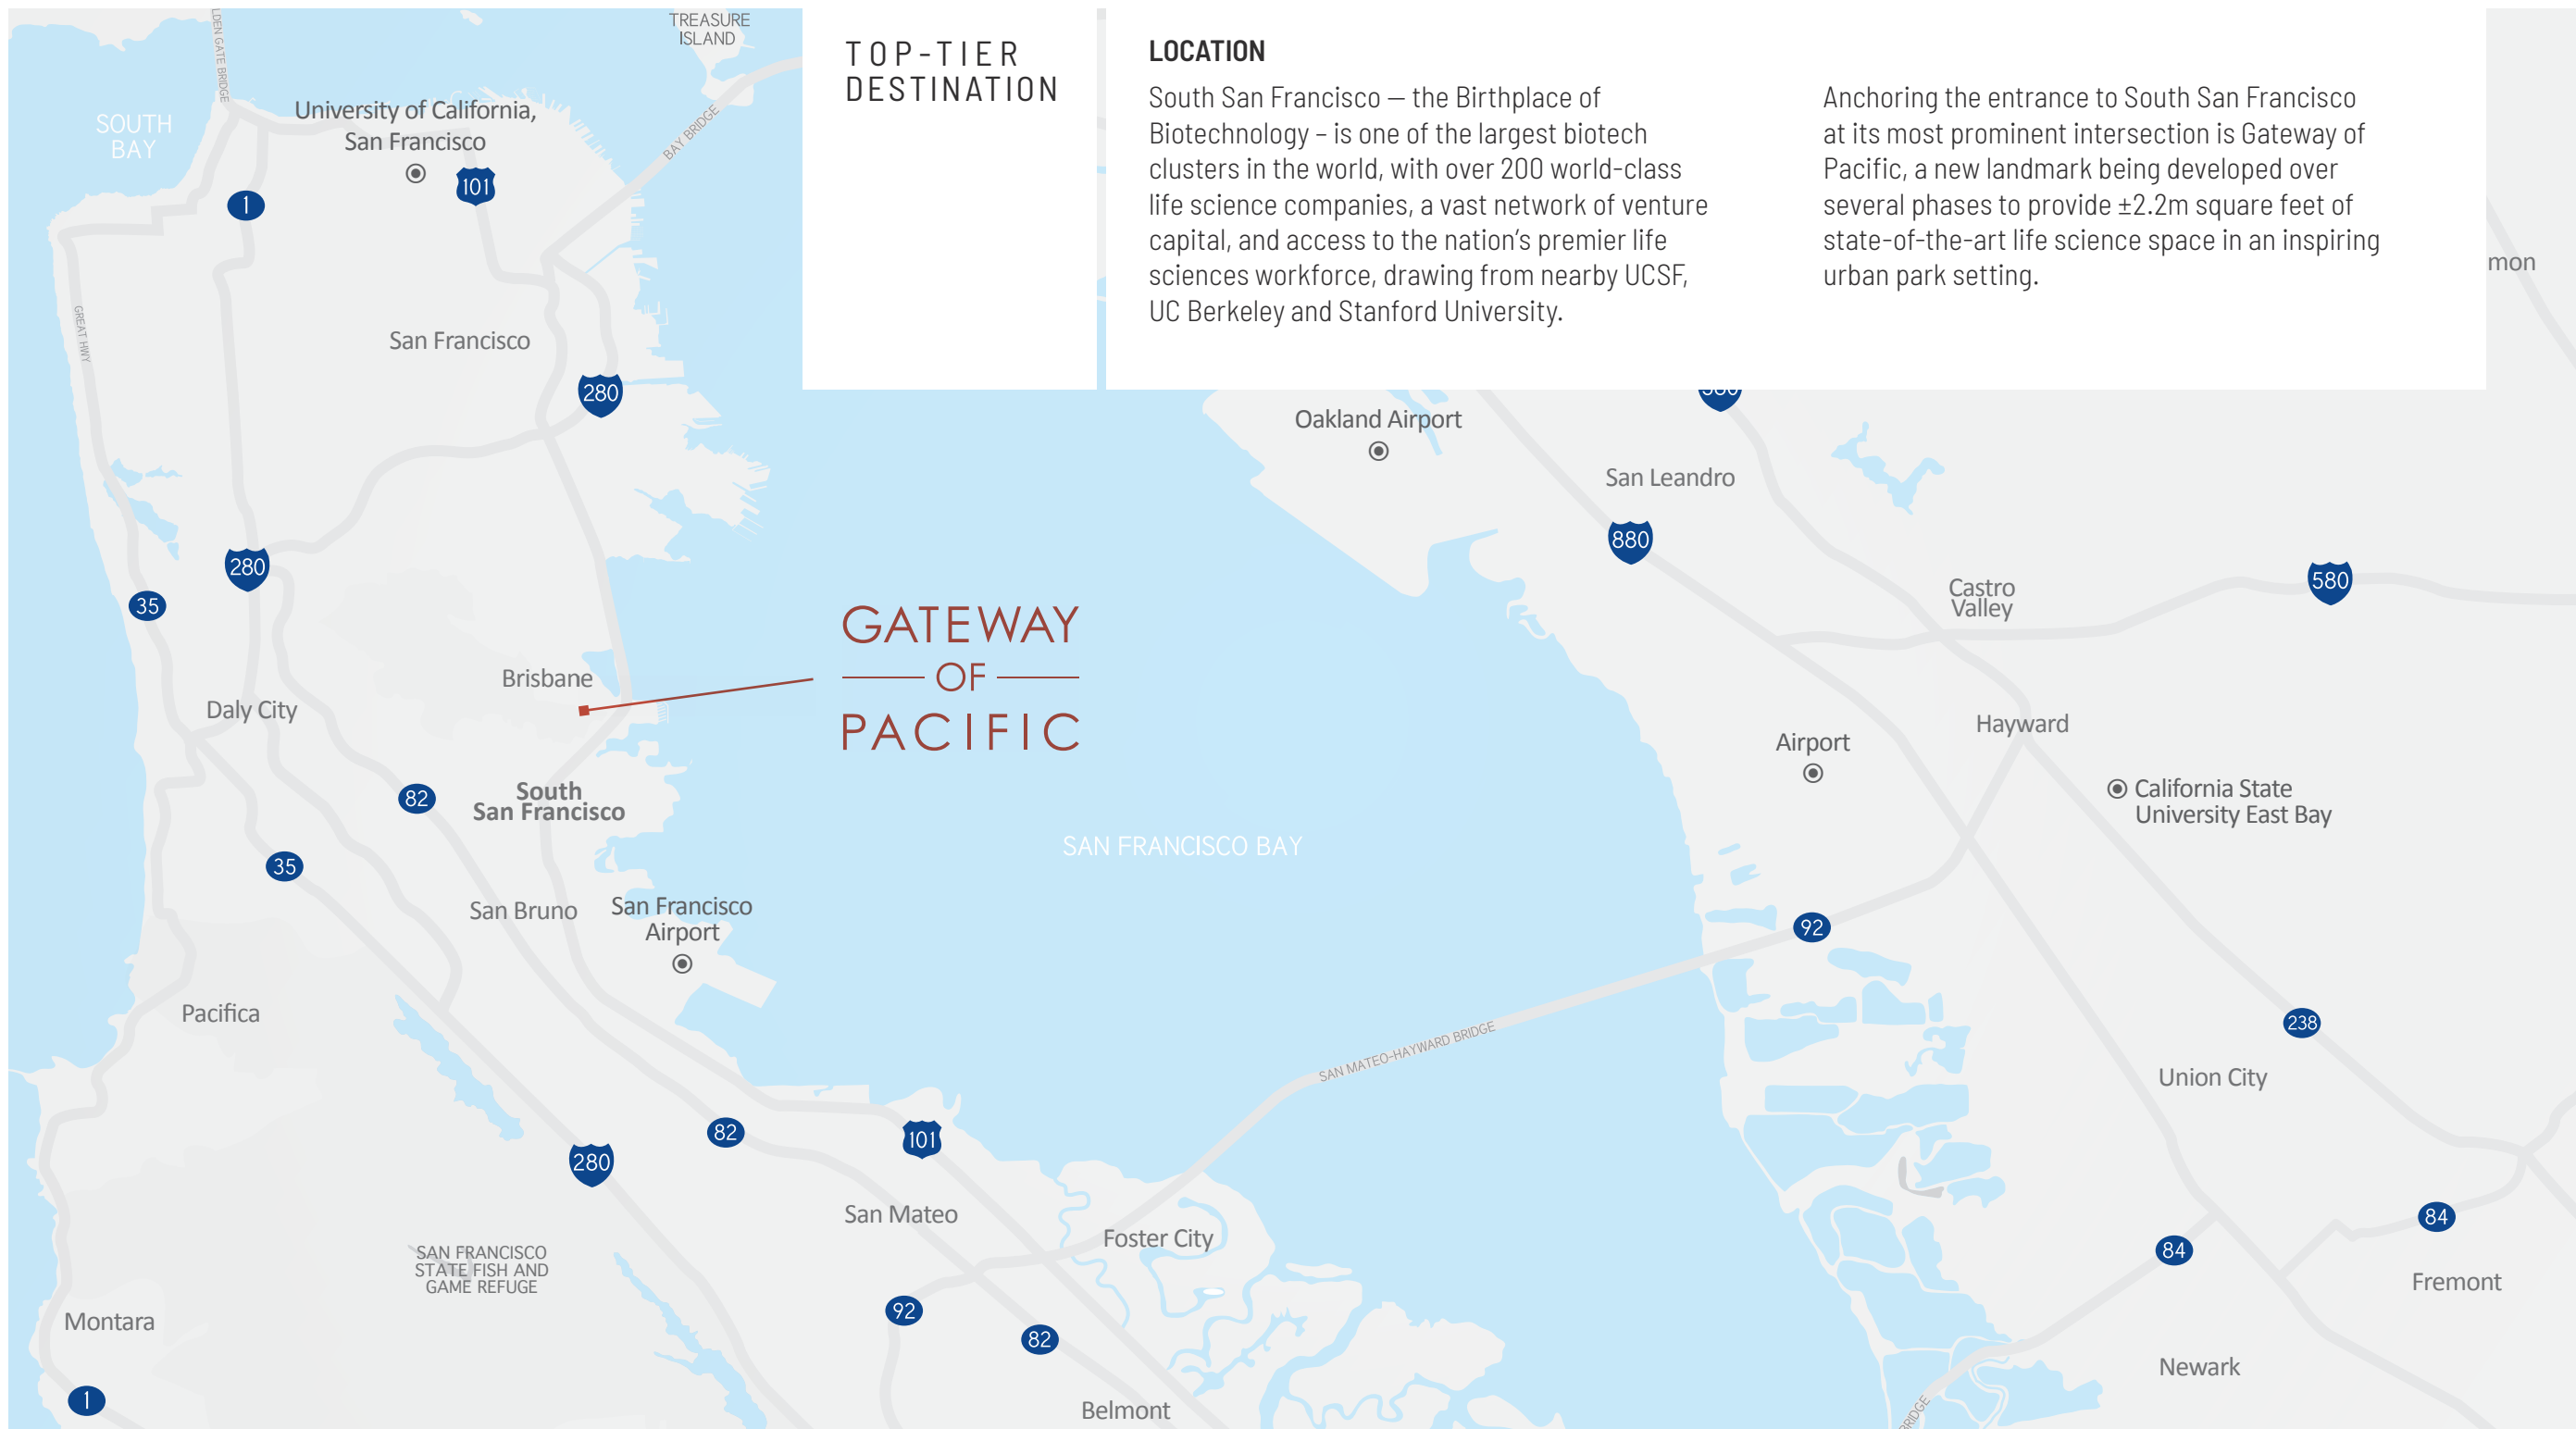 TOP-TIER
DESTINATION
LOCATION
South San Francisco — the Birthplace of
Biotechnology – is one of the largest biotech
clusters in the world, with over 200 world-class
life science companies, a vast network of venture
capital, and access to the nation's premier life
sciences workforce, drawing from nearby UCSF,
UC Berkeley and Stanford University.
Anchoring the entrance to South San Francisco
at its most prominent intersection is Gateway of
Pacific, a new landmark being developed over
several phases to provide ±2.2m square feet of
state-of-the-art life science space in an inspiring
urban park setting.
TREASURE
ISLAND
LDEN GATE BRIDGE
SOUTH
BAY
University of California,
San Francisco
BAY BRIDGE
101
1
mon
GREAT HWY
San Francisco
280
Oakland Airport
San Leandro
880
280
35
580
Castro
Valley
GATEWAY
OF
PACIFIC
Brisbane
Daly City
Hayward
Airport
82
South
San Francisco
California State
University East Bay
SAN FRANCISCO BAY
35
San Bruno
San Francisco
Airport
92
Pacifica
238
SAN MATEO-HAYWARD BRIDGE
Union City
82
101
280
San Mateo
Foster City
84
84
SAN FRANCISCO
STATE FISH AND
GAME REFUGE
Fremont
Montara
92
82
Newark
1
Belmont
BRIDGE